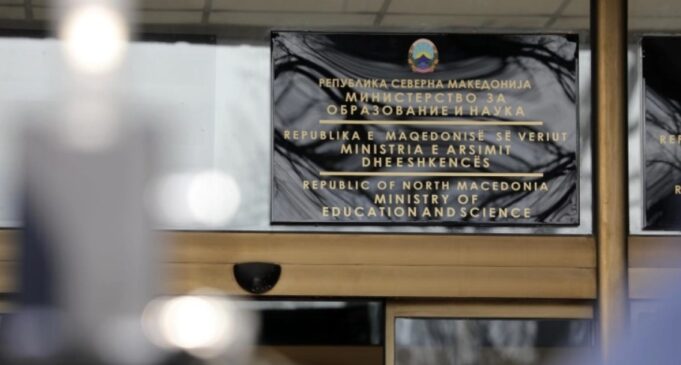 РЕПУБЛИКА СЕВЕРНА МАКЕДОНИЈА
МИНИСТЕРСТВО ЗА
ОБРАЗОВАНИЕ И НАУКА
REPUBLIKA E MAQEDONISË SË VERIUT
MINISTRIA E ARSIMIT
DHE ESHKENCËS
REPUBLIC OF NORTH MACEDONIA
MINISTRY OF
EDUCATION AND SCIENCE